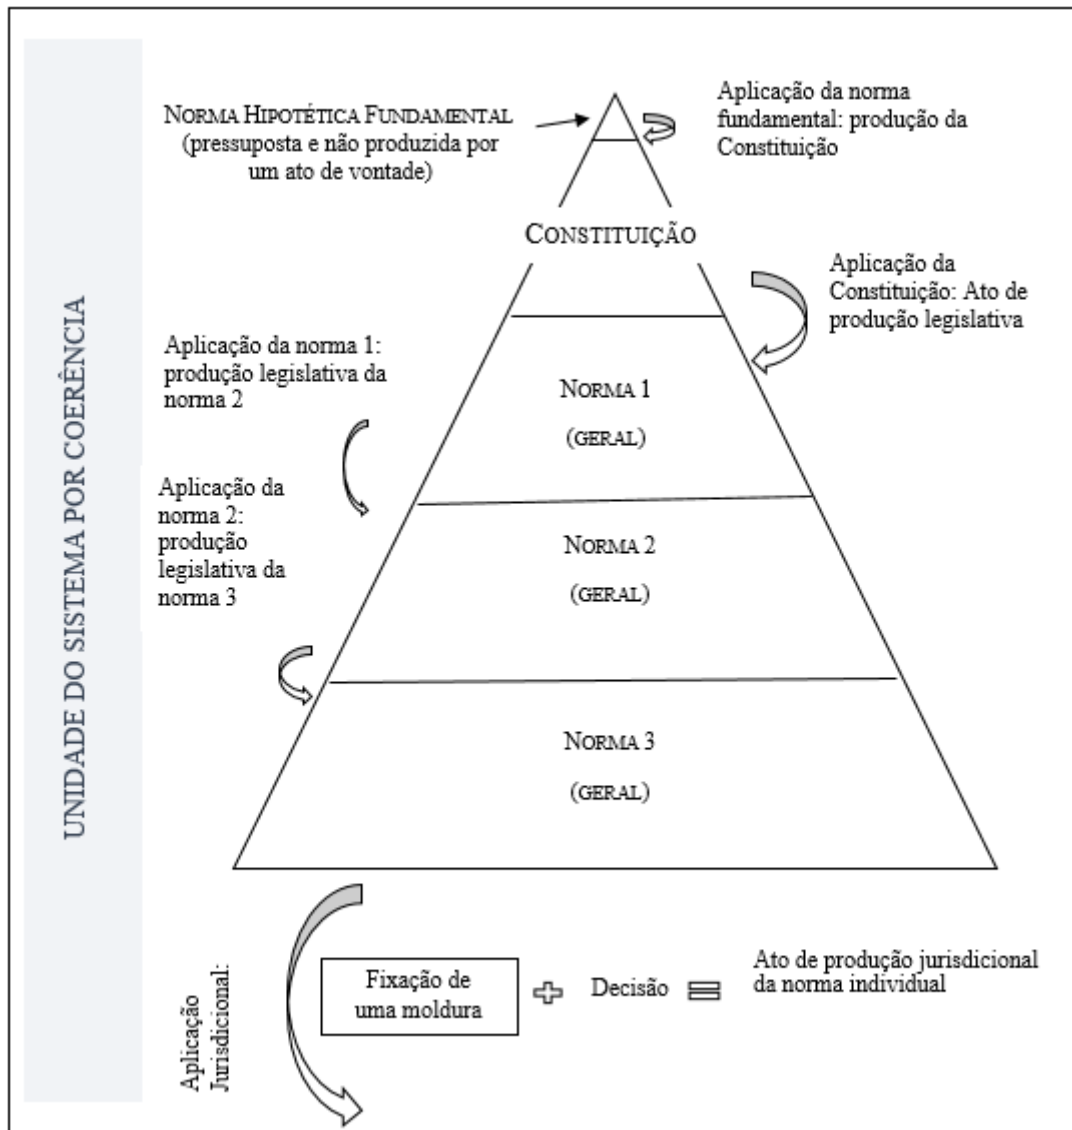 UNIDADE DO SISTEMA POR COERÊNCIA
NORMA HIPOTÉTICA FUNDAMENTAL
(pressuposta e não produzida por
um ato de vontade)
Aplicação da norma
fundamental: produção da
Constituição
CONSTITUIÇÃO
Aplicação da
Constituição: Ato de
produção legislativa
Aplicação da norma 1:
produção legislativa da
norma 2
NORMA 1
(GERAL)
Aplicação da
norma 2:
produção
legislativa da
norma 3
NORMA 2
(GERAL)
NORMA 3
(GERAL)
Aplicação
Jurisdicional:
Fixação de
uma moldura
Decisão
Ato de produção jurisdicional
da norma individual